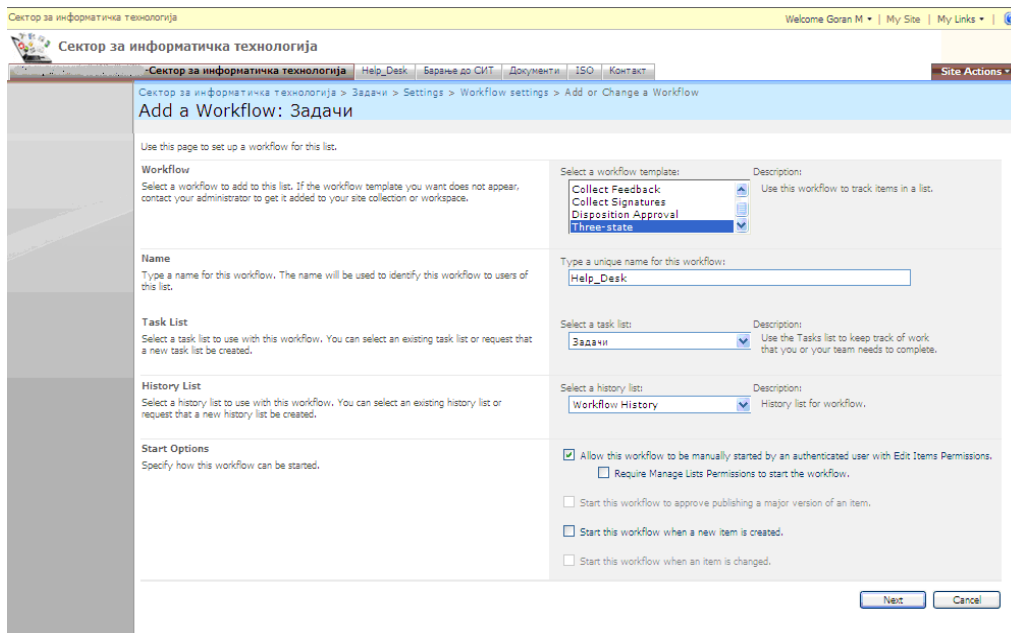 Сектор за информатичка технологија
Welcome Goran M ▾ | My Site | My Links ▾ |
Сектор за информатичка технологија
-Сектор за информатичка технологија Help_Desk Барање до СИТ Документи ISO Контакт Site Actions ▾
Сектор за информатичка технологија > Задачи > Settings > Workflow settings > Add or Change a Workflow
Add a Workflow: Задачи
Use this page to set up a workflow for this list.
Workflow
Select a workflow to add to this list. If the workflow template you want does not appear,
contact your administrator to get it added to your site collection or workspace.
Select a workflow template:
Collect Feedback
Collect Signatures
Disposition Approval
Three-state
Description:
Use this workflow to track items in a list.
Name
Type a name for this workflow. The name will be used to identify this workflow to users of
this list.
Type a unique name for this workflow:
Help_Desk
Task List
Select a task list to use with this workflow. You can select an existing task list or request that
a new task list be created.
Select a task list:
Задачи
Description:
Use the Tasks list to keep track of work
that you or your team needs to complete.
History List
Select a history list to use with this workflow. You can select an existing history list or
request that a new history list be created.
Select a history list:
Workflow History
Description:
History list for workflow.
Start Options
Specify how this workflow can be started.
Allow this workflow to be manually started by an authenticated user with Edit Items Permissions.
Require Manage Lists Permissions to start the workflow.
Start this workflow to approve publishing a major version of an item.
Start this workflow when a new item is created.
Start this workflow when an item is changed.
Next Cancel